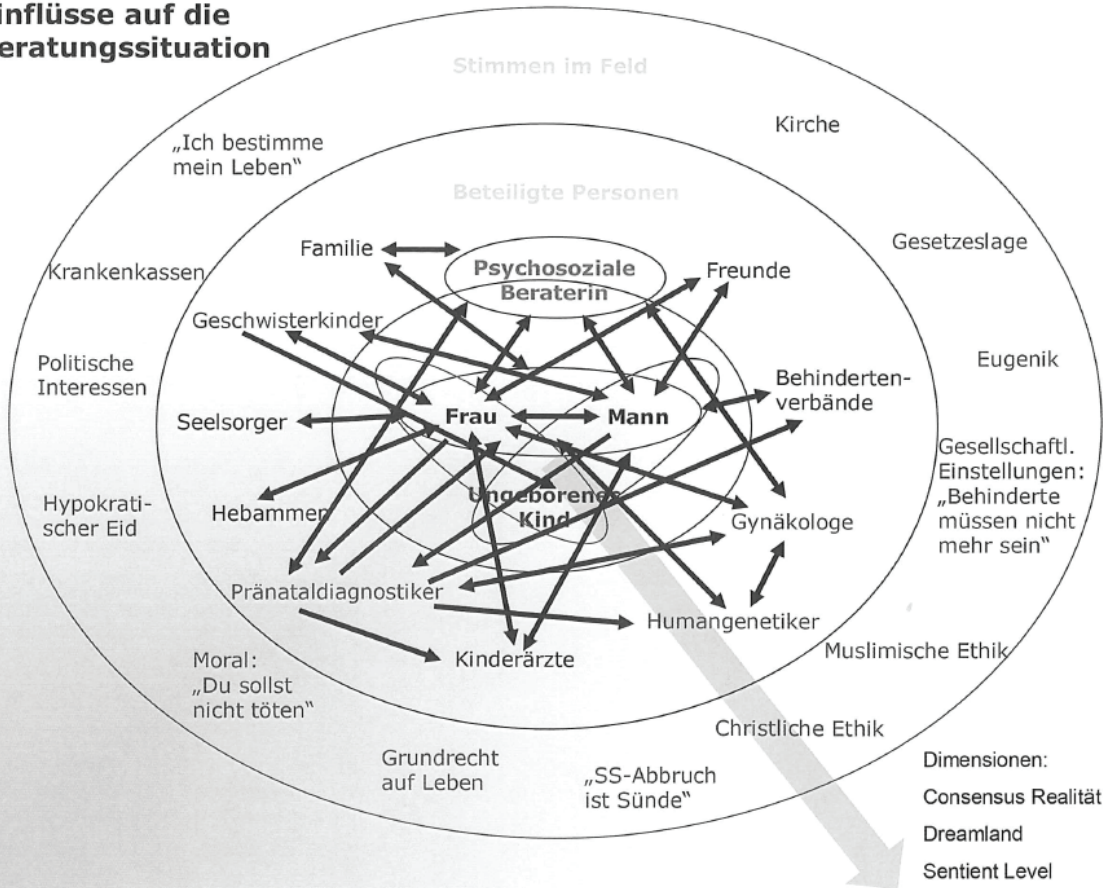 influsse auf die
eratungssituation
Stimmen im Feld
Kirche
„Ich bestimme
mein Leben“
Beteiligte Personen
Gesetzeslage
Familie
Psychosoziale
Beraterin
Freunde
Krankenkassen
Geschwisterkinder
Politische
Interessen
Eugenik
Behinderten-
verbände
Seelsorger
Frau
Mann
Gesellschaftl.
Einstellungen:
„Behinderte
müssen nicht
mehr sein“
Hypokrati-
scher Eid
Hebammen
Ungeborenes
Kind
Gynäkologe
Pränataldiagnostiker
Humangenetiker
Kinderärzte
Muslimische Ethik
Moral:
„Du sollst
nicht töten“
Christliche Ethik
Grundrecht
auf Leben
„SS-Abbruch
ist Sünde“
Dimensionen:
Consensus Realität
Dreamland
Sentient Level